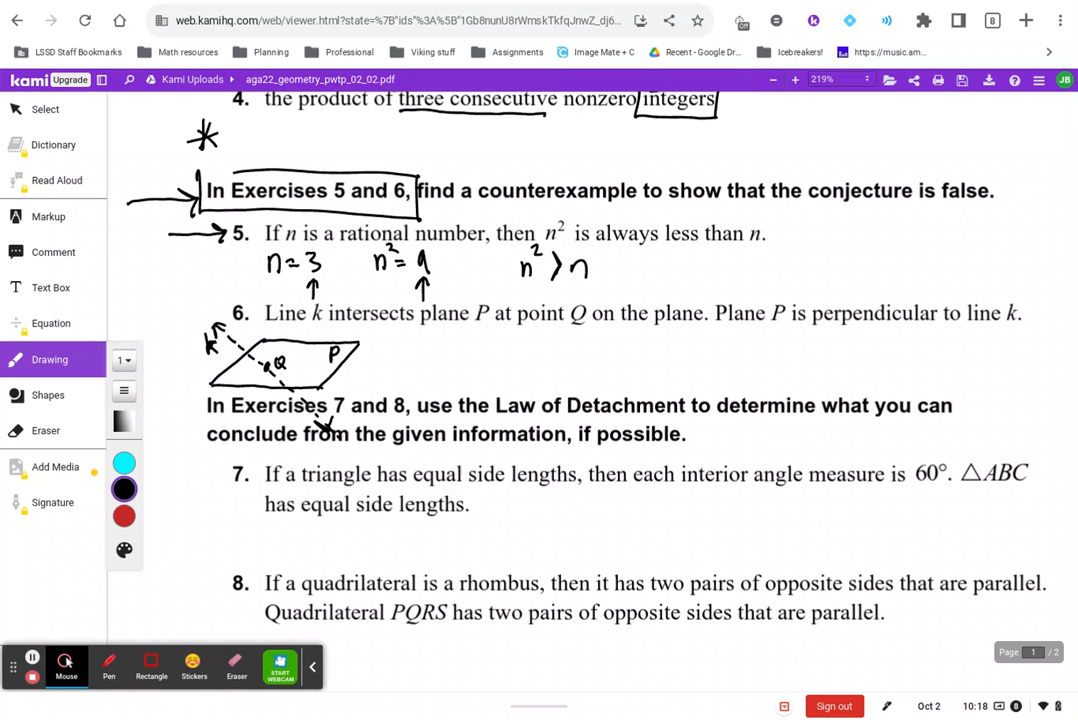 web.kamihq.com/web/viewer.html?state=%7B"ids"%3A%5B"1Gb8nunU8rWmskTkfqJnwZ_dj6...
8
LSSD Staff Bookmarks Math resources Planning Professional Viking stuff Assignments Image Mate + C Recent - Google Dr... Icebreakers! https://music.am...
kami Upgrade Kami Uploads aga22_geometry_pwtp_02_02.pdf 219% JB
Select
Dictionary
Read Aloud
Markup
Comment
Text Box
Equation
Drawing
1
Shapes
Eraser
Add Media
Signature
4. the product of three consecutive nonzero integers
In Exercises 5 and 6, find a counterexample to show that the conjecture is false.
5. If n is a rational number, then n² is always less than n.
n = 3 n² = 9 n² > n
6. Line k intersects plane P at point Q on the plane. Plane P is perpendicular to line k.
k Q P
In Exercises 7 and 8, use the Law of Detachment to determine what you can
conclude from the given information, if possible.
7. If a triangle has equal side lengths, then each interior angle measure is 60°. △ABC
has equal side lengths.
8. If a quadrilateral is a rhombus, then it has two pairs of opposite sides that are parallel.
Quadrilateral PQRS has two pairs of opposite sides that are parallel.
Page 1 / 2
Mouse Pen Rectangle Stickers Eraser START WEBCAM
Sign out Oct 2 10:18 8